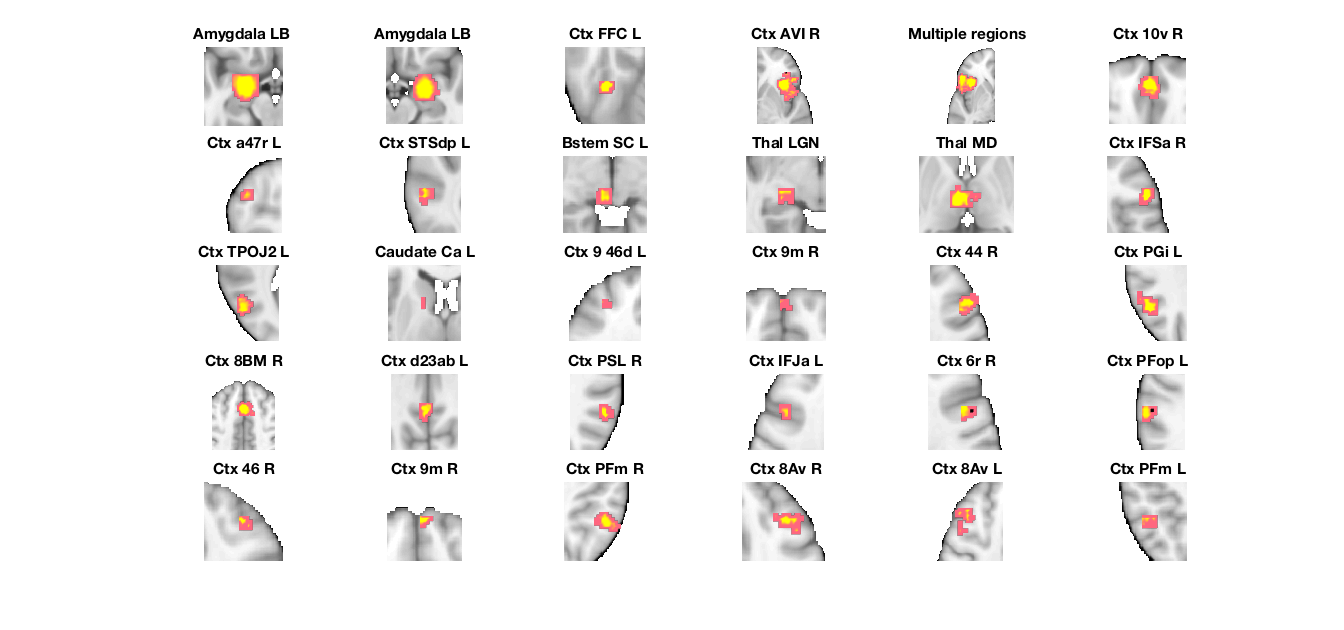 Amygdala LB Amygdala LB Ctx FFC L Ctx AVI R Multiple regions Ctx 10v R
Ctx a47r L Ctx STSdp L Bstem SC L Thal LGN Thal MD Ctx IFSa R
Ctx TPOJ2 L Caudate Ca L Ctx 9 46d L Ctx 9m R Ctx 44 R Ctx PGi L
Ctx 8BM R Ctx d23ab L Ctx PSL R Ctx IFJa L Ctx 6r R Ctx PFop L
Ctx 46 R Ctx 9m R Ctx PFm R Ctx 8Av R Ctx 8Av L Ctx PFm L